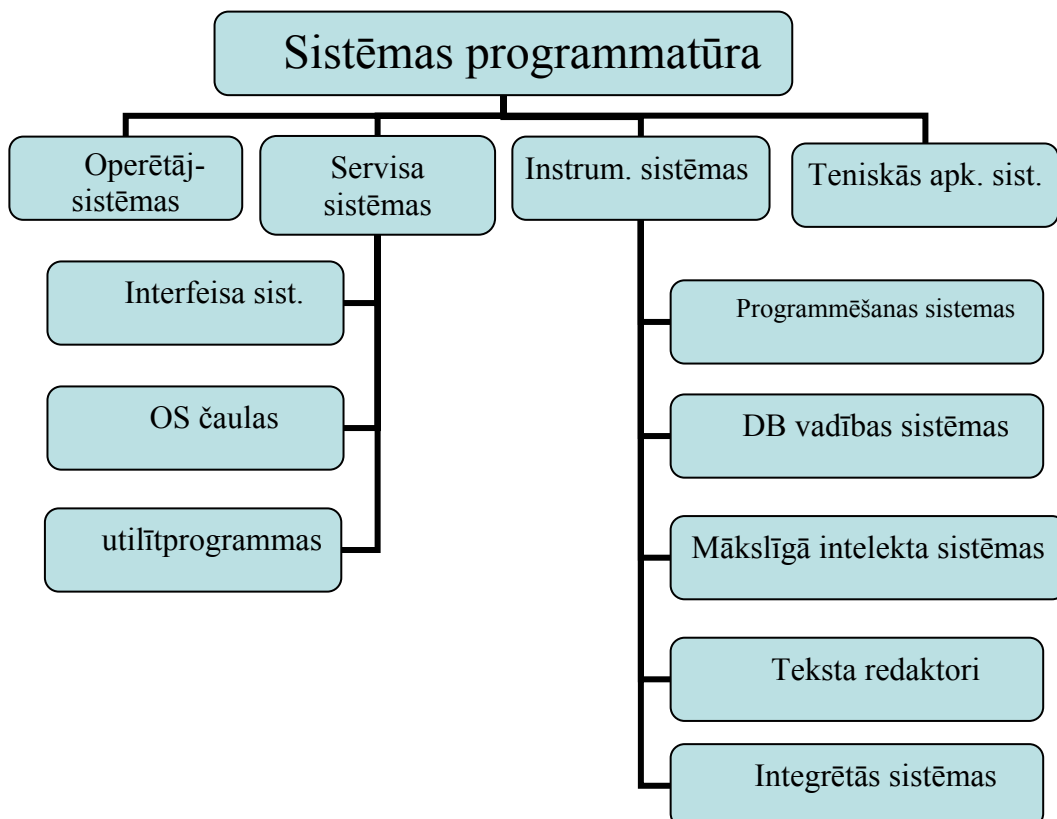 Sistēmas programmatūra
Operētāj-
sistēmas
Servisa
sistēmas
Instrum. sistēmas
Teniskās apk. sist.
Interfeisa sist.
OS čaulas
utilītprogrammas
Programmēšanas sistemas
DB vadības sistēmas
Mākslīgā intelekta sistēmas
Teksta redaktori
Integrētās sistēmas